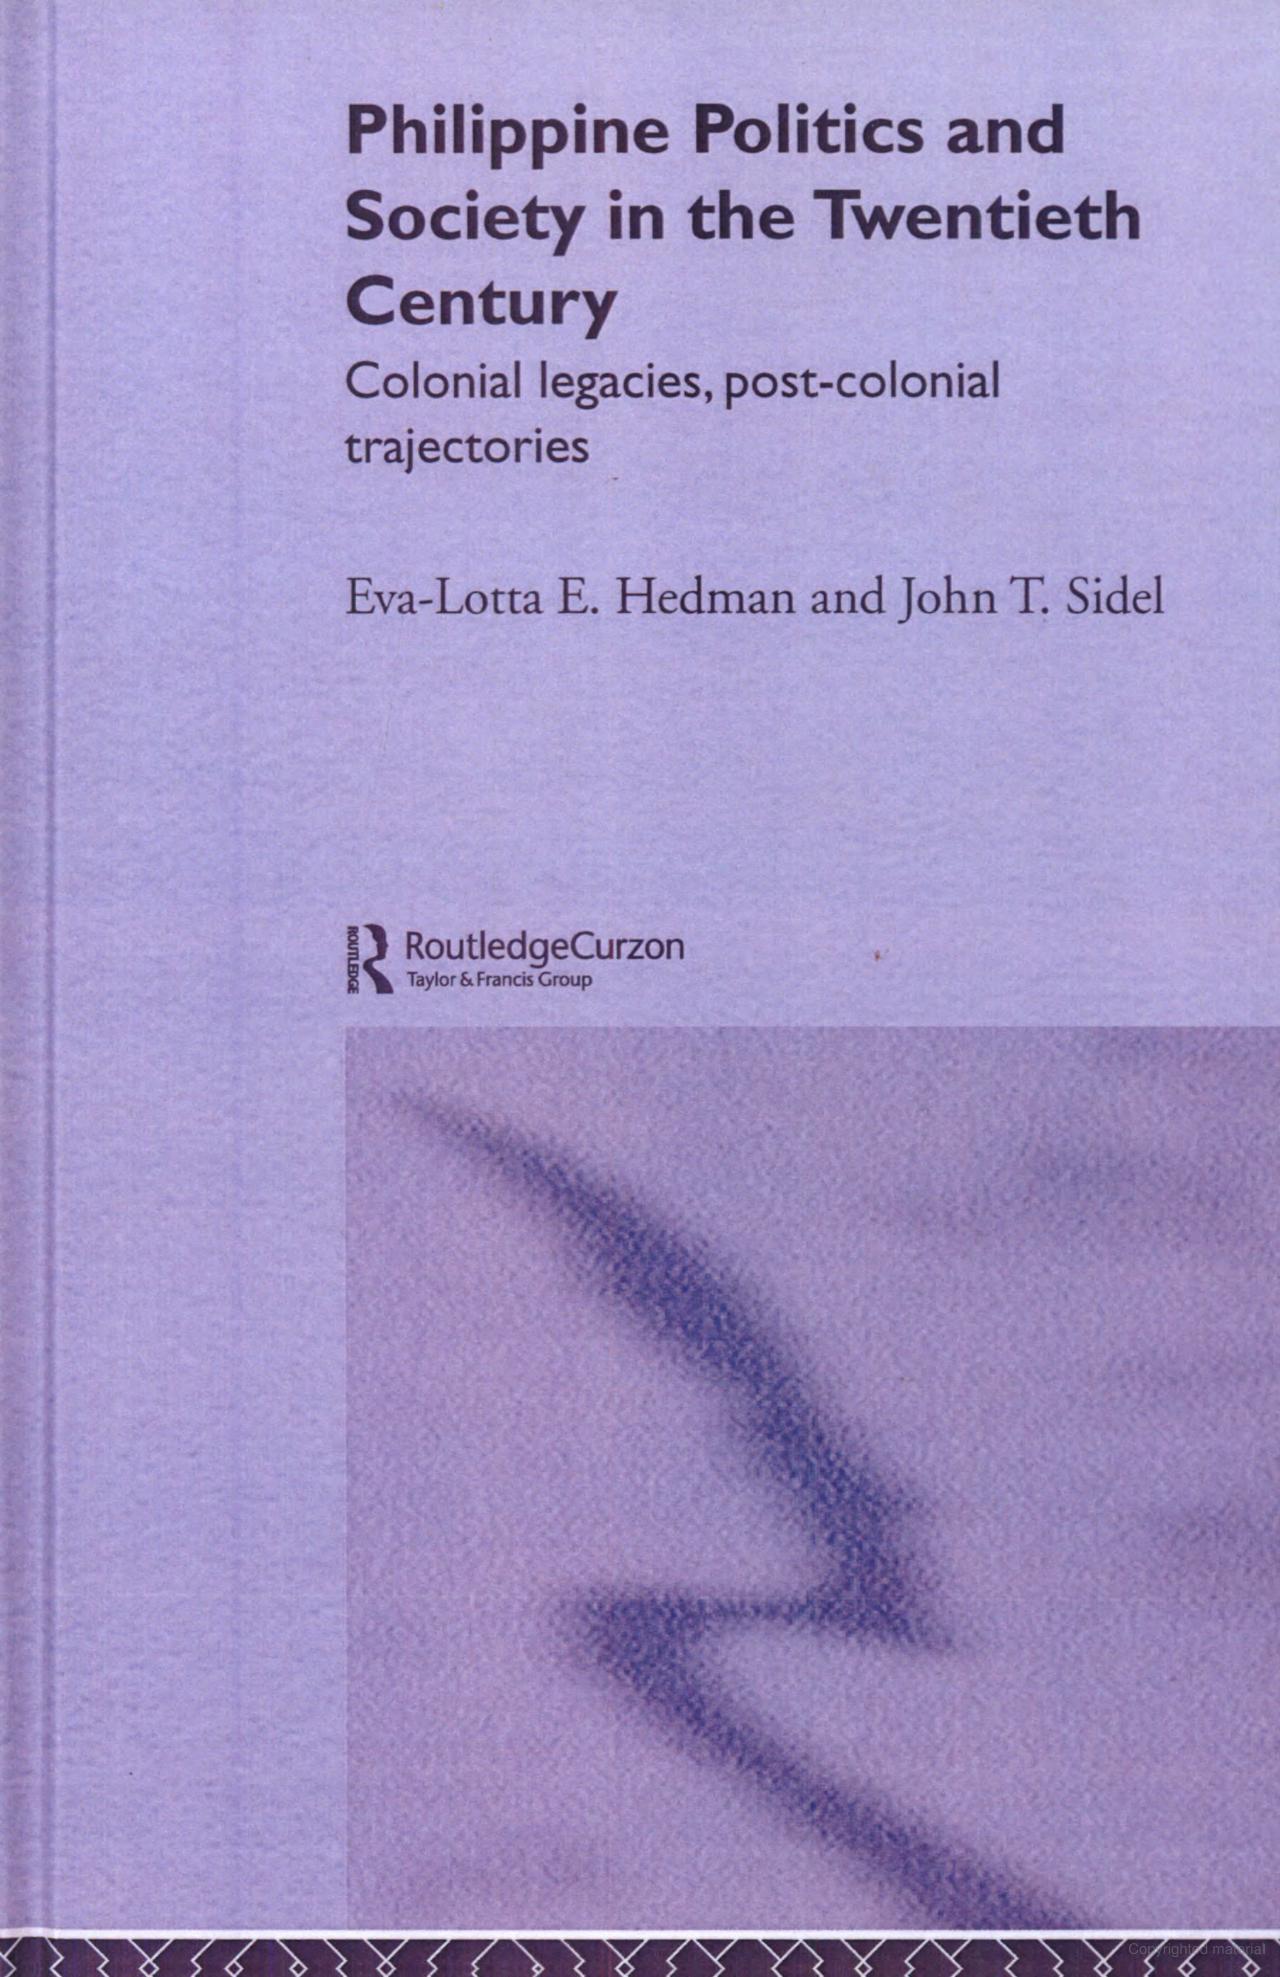 Philippine Politics and
Society in the Twentieth
Century
Colonial legacies, post-colonial
trajectories
Eva-Lotta E. Hedman and John T. Sidel
ROUTLEDGE
RoutledgeCurzon
Taylor & Francis Group
Copyrighted material